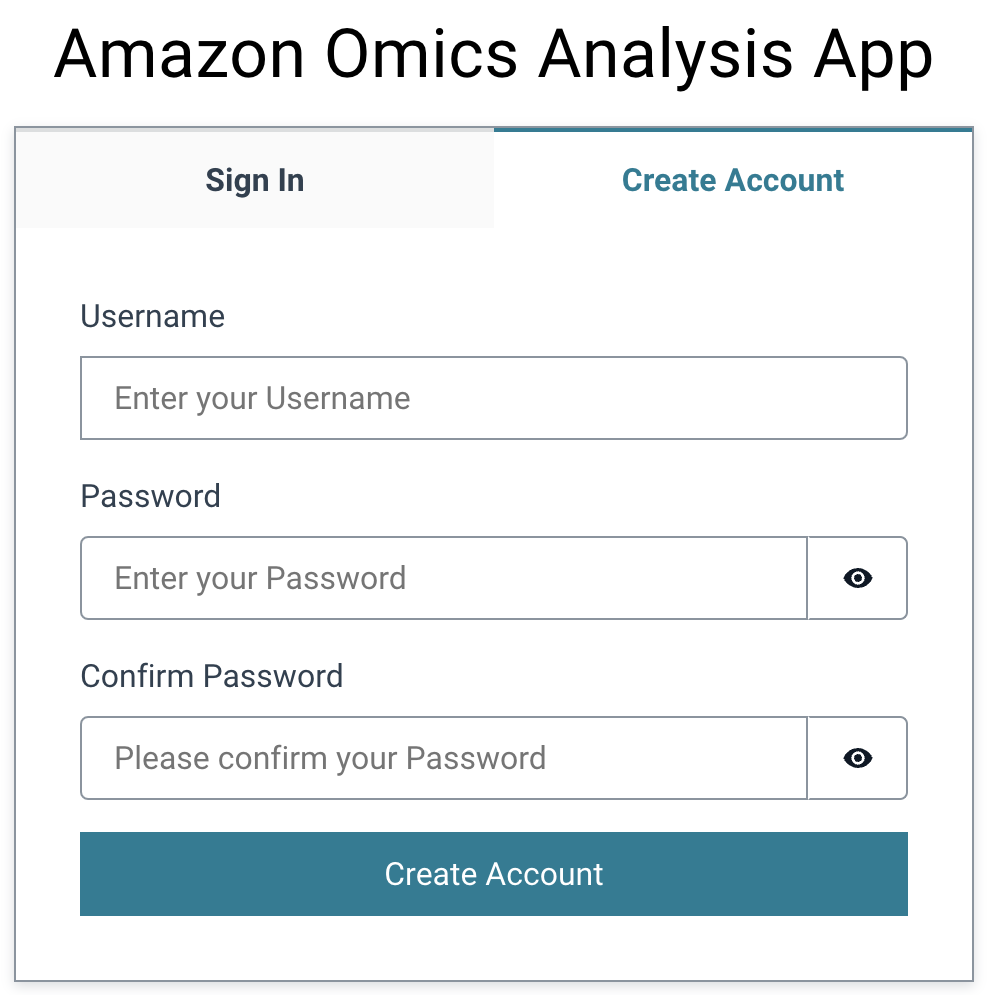 Amazon Omics Analysis App
Sign In
Create Account
Username
Enter your Username
Password
Enter your Password
Confirm Password
Please confirm your Password
Create Account